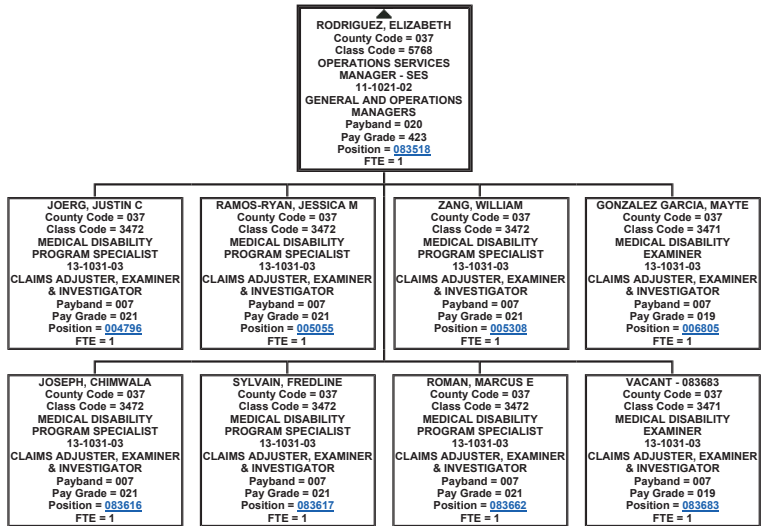 RODRIGUEZ, ELIZABETH
County Code = 037
Class Code = 5768
OPERATIONS SERVICES
MANAGER - SES
11-1021-02
GENERAL AND OPERATIONS
MANAGERS
Payband = 020
Pay Grade = 423
Position = 083518
FTE = 1
JOERG, JUSTIN C
County Code = 037
Class Code = 3472
MEDICAL DISABILITY
PROGRAM SPECIALIST
13-1031-03
CLAIMS ADJUSTER, EXAMINER
& INVESTIGATOR
Payband = 007
Pay Grade = 021
Position = 004796
FTE = 1
RAMOS-RYAN, JESSICA M
County Code = 037
Class Code = 3472
MEDICAL DISABILITY
PROGRAM SPECIALIST
13-1031-03
CLAIMS ADJUSTER, EXAMINER
& INVESTIGATOR
Payband = 007
Pay Grade = 021
Position = 005055
FTE = 1
ZANG, WILLIAM
County Code = 037
Class Code = 3472
MEDICAL DISABILITY
PROGRAM SPECIALIST
13-1031-03
CLAIMS ADJUSTER, EXAMINER
& INVESTIGATOR
Payband = 007
Pay Grade = 021
Position = 005308
FTE = 1
GONZALEZ GARCIA, MAYTE
County Code = 037
Class Code = 3471
MEDICAL DISABILITY
EXAMINER
13-1031-03
CLAIMS ADJUSTER, EXAMINER
& INVESTIGATOR
Payband = 007
Pay Grade = 019
Position = 006805
FTE = 1
JOSEPH, CHIMWALA
County Code = 037
Class Code = 3472
MEDICAL DISABILITY
PROGRAM SPECIALIST
13-1031-03
CLAIMS ADJUSTER, EXAMINER
& INVESTIGATOR
Payband = 007
Pay Grade = 021
Position = 083616
FTE = 1
SYLVAIN, FREDLINE
County Code = 037
Class Code = 3472
MEDICAL DISABILITY
PROGRAM SPECIALIST
13-1031-03
CLAIMS ADJUSTER, EXAMINER
& INVESTIGATOR
Payband = 007
Pay Grade = 021
Position = 083617
FTE = 1
ROMAN, MARCUS E
County Code = 037
Class Code = 3472
MEDICAL DISABILITY
PROGRAM SPECIALIST
13-1031-03
CLAIMS ADJUSTER, EXAMINER
& INVESTIGATOR
Payband = 007
Pay Grade = 021
Position = 083662
FTE = 1
VACANT - 083683
County Code = 037
Class Code = 3471
MEDICAL DISABILITY
EXAMINER
13-1031-03
CLAIMS ADJUSTER, EXAMINER
& INVESTIGATOR
Payband = 007
Pay Grade = 019
Position = 083683
FTE = 1